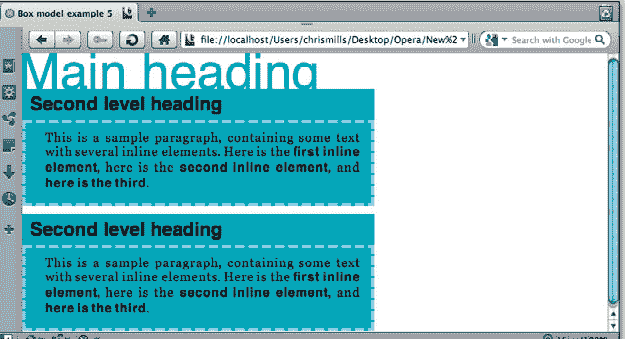 Box model example 5
file://localhost/Users/chrismills/Desktop/Opera/New%2
Search with Google
Main heading
Second level heading
This is a sample paragraph, containing some text
with several inline elements. Here is the first inline
element, here is the second inline element, and
here is the third.
Second level heading
This is a sample paragraph, containing some text
with several inline elements. Here is the first inline
element, here is the second inline element, and
here is the third.